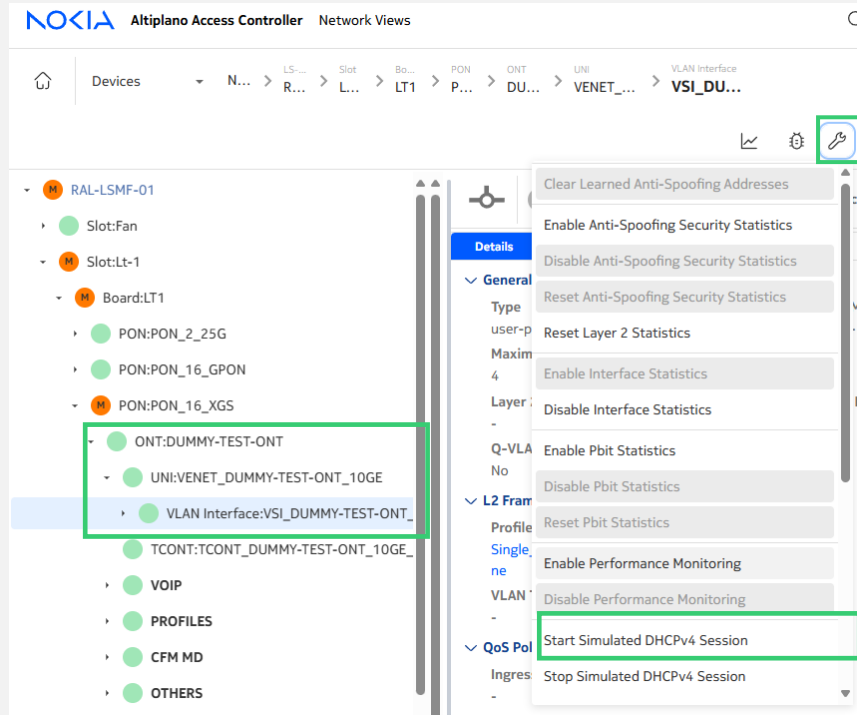 NOKIA Altiplano Access Controller Network Views
Devices
N...
LS-...
R...
Slot
L...
Bo...
LT1
PON
P...
ONT
DU...
UNI
VENET_...
VLAN Interface
VSI_DU...
M RAL-LSMF-01
Slot:Fan
M Slot:Lt-1
M Board:LT1
PON:PON_2_25G
PON:PON_16_GPON
M PON:PON_16_XGS
ONT:DUMMY-TEST-ONT
UNI:VENET_DUMMY-TEST-ONT_10GE
VLAN Interface:VSI_DUMMY-TEST-ONT_
TCONT:TCONT_DUMMY-TEST-ONT_10GE_
VOIP
PROFILES
CFM MD
OTHERS
Details
General
Type
user-p
Maxim
4
Layer
-
Q-VLA
No
L2 Fram
Profile
Single_
ne
VLAN
-
QoS Pol
Ingres
-
Clear Learned Anti-Spoofing Addresses
Enable Anti-Spoofing Security Statistics
Disable Anti-Spoofing Security Statistics
Reset Anti-Spoofing Security Statistics
Reset Layer 2 Statistics
Enable Interface Statistics
Disable Interface Statistics
Enable Pbit Statistics
Disable Pbit Statistics
Reset Pbit Statistics
Enable Performance Monitoring
Disable Performance Monitoring
Start Simulated DHCPv4 Session
Stop Simulated DHCPv4 Session